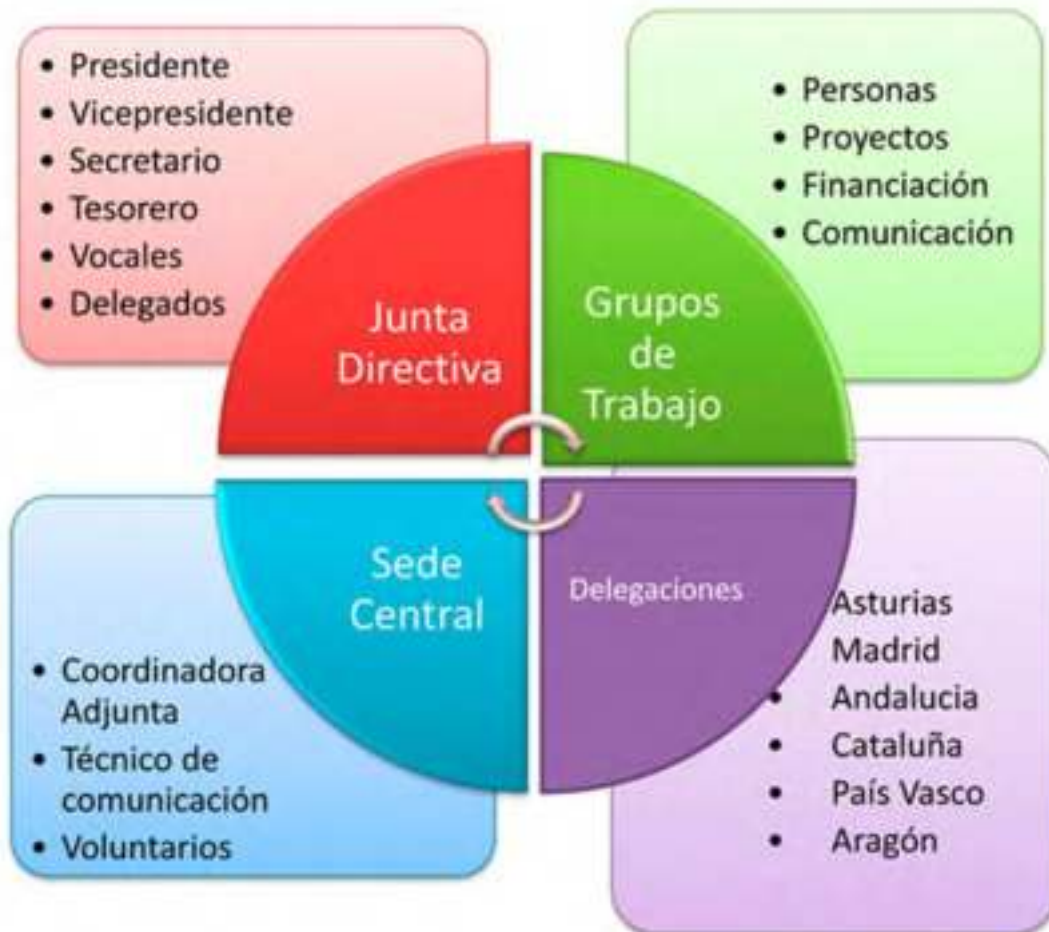 • Presidente
• Vicepresidente
• Secretario
• Tesorero
• Vocales
• Delegados
Junta
Directiva
• Personas
• Proyectos
• Financiación
• Comunicación
Grupos
de
Trabajo
Sede
Central
• Coordinadora
Adjunta
• Técnico de
comunicación
• Voluntarios
Delegaciones
Asturias
Madrid
• Andalucia
• Cataluña
• País Vasco
• Aragón